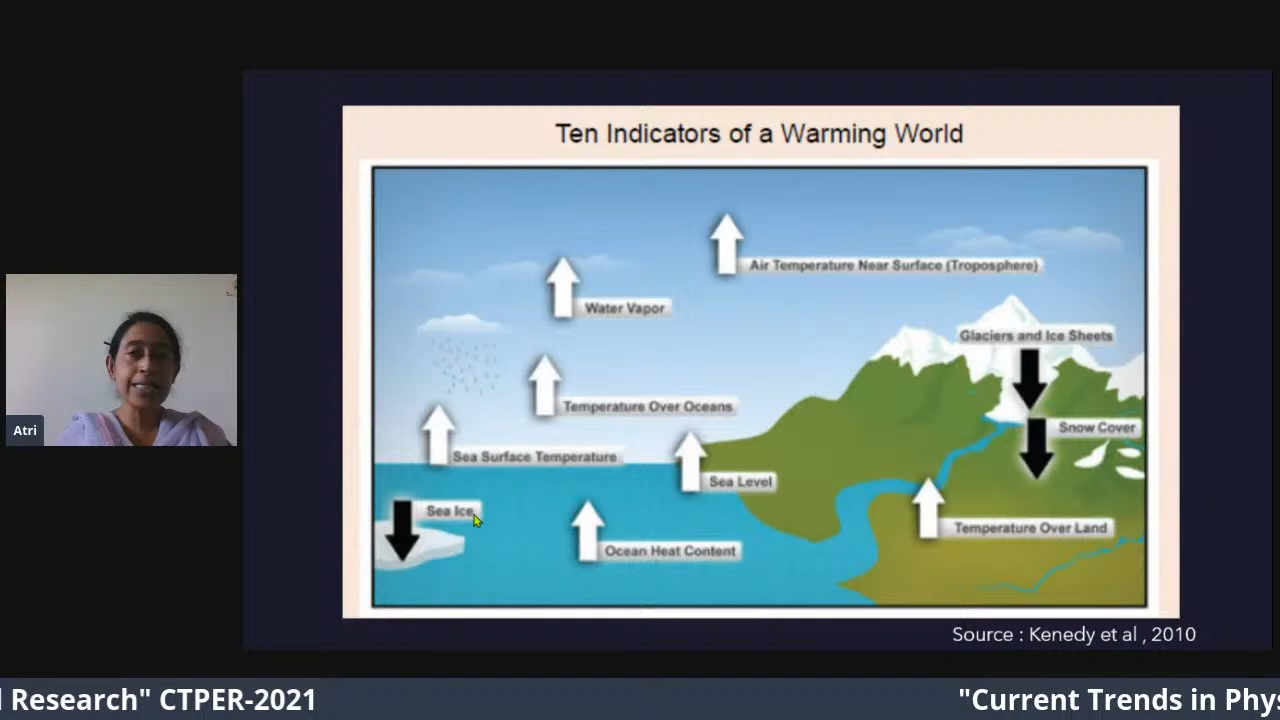 Ten Indicators of a Warming World
Air Temperature Near Surface (Troposphere)
Water Vapor
Glaciers and Ice Sheets
Temperature Over Oceans
Snow Cover
Sea Surface Temperature
Sea Level
Sea Ice
Temperature Over Land
Ocean Heat Content
Source : Kenedy et al , 2010
Atri
l Research" CTPER-2021
"Current Trends in Phys